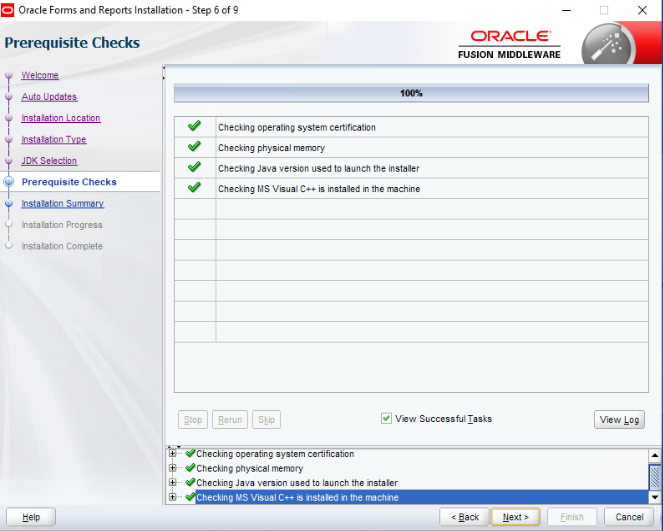 Oracle Forms and Reports Installation - Step 6 of 9
Prerequisite Checks
ORACLE
FUSION MIDDLEWARE
Welcome
Auto Updates
Installation Location
Installation Type
JDK Selection
Prerequisite Checks
Installation Summary
Installation Progress
Installation Complete
100%
Checking operating system certification
Checking physical memory
Checking Java version used to launch the installer
Checking MS Visual C++ is installed in the machine
Stop Rerun Skip View Successful Tasks View Log
Checking operating system certification
Checking physical memory
Checking Java version used to launch the installer
Checking MS Visual C++ is installed in the machine
Help < Back Next > Finish Cancel